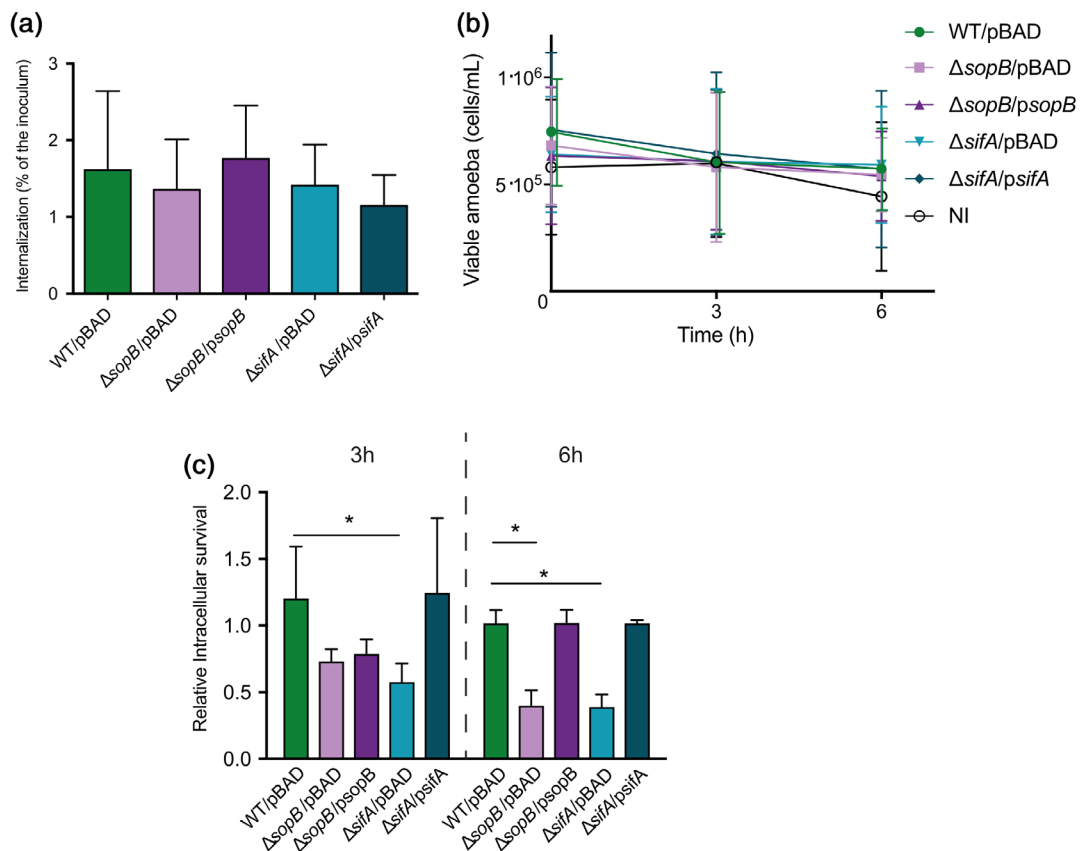 (a)
Internalization (% of the inoculum)
3
2
1
0
WT/pBAD
ΔsopB/pBAD
ΔsopB/psopB
ΔsifA/pBAD
ΔsifA/psifA
(b)
Viable amoeba (cells/mL)
1·10⁶
5·10⁵
0
3
6
Time (h)
WT/pBAD
ΔsopB/pBAD
ΔsopB/psopB
ΔsifA/pBAD
ΔsifA/psifA
NI
(c)
3h
6h
Relative Intracellular survival
2.0
1.5
1.0
0.5
0.0
*
*
*
WT/pBAD
ΔsopB/pBAD
ΔsopB/psopB
ΔsifA/pBAD
ΔsifA/psifA
WT/pBAD
ΔsopB/pBAD
ΔsopB/psopB
ΔsifA/pBAD
ΔsifA/psifA